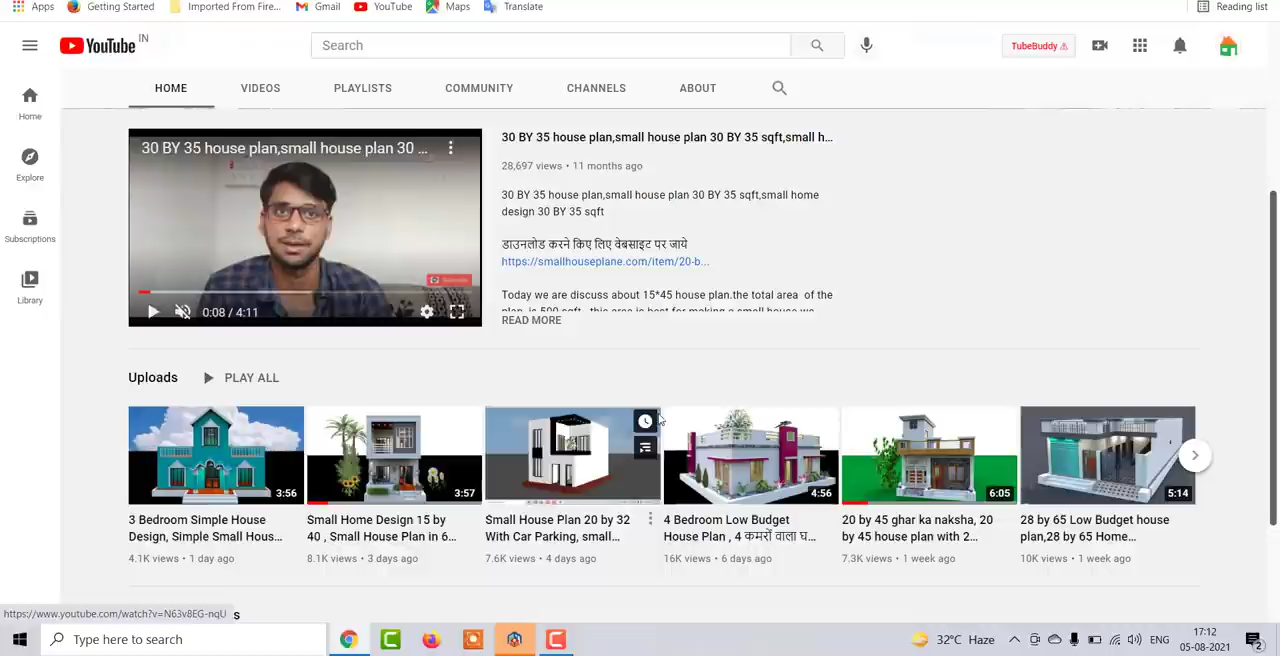 Apps Getting Started Imported From Fire... Gmail YouTube Maps Translate Reading list
YouTube IN Search TubeBuddy
HOME VIDEOS PLAYLISTS COMMUNITY CHANNELS ABOUT
Home
Explore
Subscriptions
Library
30 BY 35 house plan,small house plan 30 ...
0:08 / 4:11
30 BY 35 house plan,small house plan 30 BY 35 sqft,small h...
28,697 views • 11 months ago
30 BY 35 house plan,small house plan 30 BY 35 sqft,small home
design 30 BY 35 sqft
डाउनलोड करने किए लिए वेबसाइट पर जाये
https://smallhouseplane.com/item/20-b...
Today we are discuss about 15*45 house plan.the total area of the
READ MORE
Uploads PLAY ALL
3:56
3:57
4:56
6:05
5:14
3 Bedroom Simple House
Design, Simple Small Hous...
4.1K views • 1 day ago
Small Home Design 15 by
40 , Small House Plan in 6...
8.1K views • 3 days ago
Small House Plan 20 by 32
With Car Parking, small...
7.6K views • 4 days ago
4 Bedroom Low Budget
House Plan , 4 कमरों वाला घ...
16K views • 6 days ago
20 by 45 ghar ka naksha, 20
by 45 house plan with 2...
7.3K views • 1 week ago
28 by 65 Low Budget house
plan,28 by 65 Home...
10K views • 1 week ago
https://www.youtube.com/watch?v=N63v8EG-nqU
Type here to search 32°C Haze ENG 17:12
05-08-2021 2